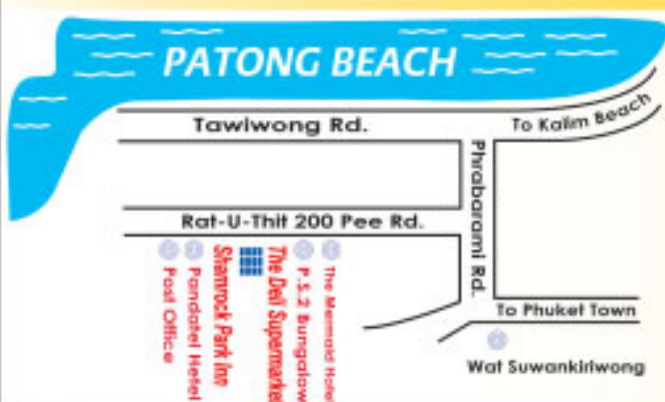 PATONG BEACH
Tawiwong Rd.
To Kalim Beach
Phrabarami Rd.
Rat-U-Thit 200 Pee Rd.
Post Office
Pandatel Hotel
Shamrock Park Inn
The Deli Supermarket
P.S.2 Bungalow
The Mermaid Hotel
To Phuket Town
Wat Suwankiriwong